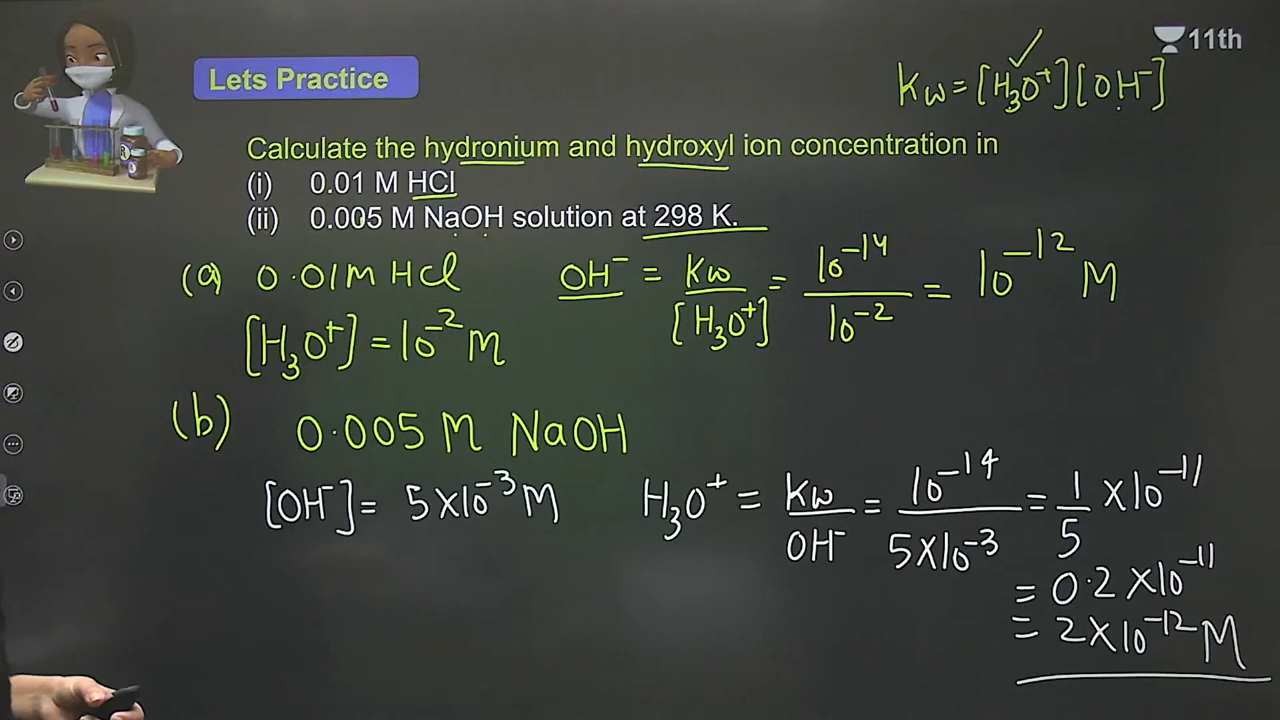 11th
Lets Practice
Kw = [H₃O⁺][OH⁻]
Calculate the hydronium and hydroxyl ion concentration in
(i) 0.01 M HCl
(ii) 0.005 M NaOH solution at 298 K.
(a) 0.01M HCl
[H₃O⁺] = 10⁻² M
OH⁻ = Kw / [H₃O⁺] = 10⁻¹⁴ / 10⁻² = 10⁻¹² M
(b) 0.005 M NaOH
[OH⁻] = 5×10⁻³ M
H₃O⁺ = Kw / OH⁻ = 10⁻¹⁴ / 5×10⁻³ = 1/5 × 10⁻¹¹
= 0.2 × 10⁻¹¹
= 2×10⁻¹² M